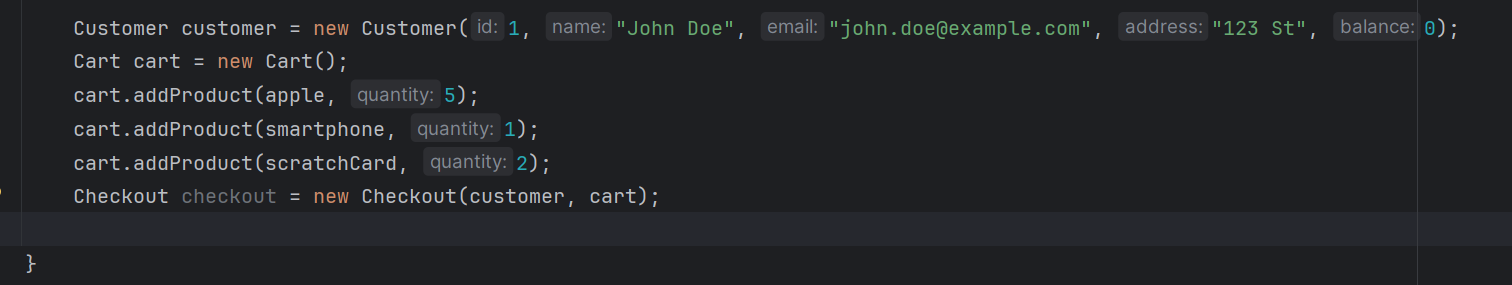 Customer customer = new Customer( id: 1, name: "John Doe", email: "john.doe@example.com", address: "123 St", balance: 0);
Cart cart = new Cart();
cart.addProduct(apple, quantity: 5);
cart.addProduct(smartphone, quantity: 1);
cart.addProduct(scratchCard, quantity: 2);
Checkout checkout = new Checkout(customer, cart);
}